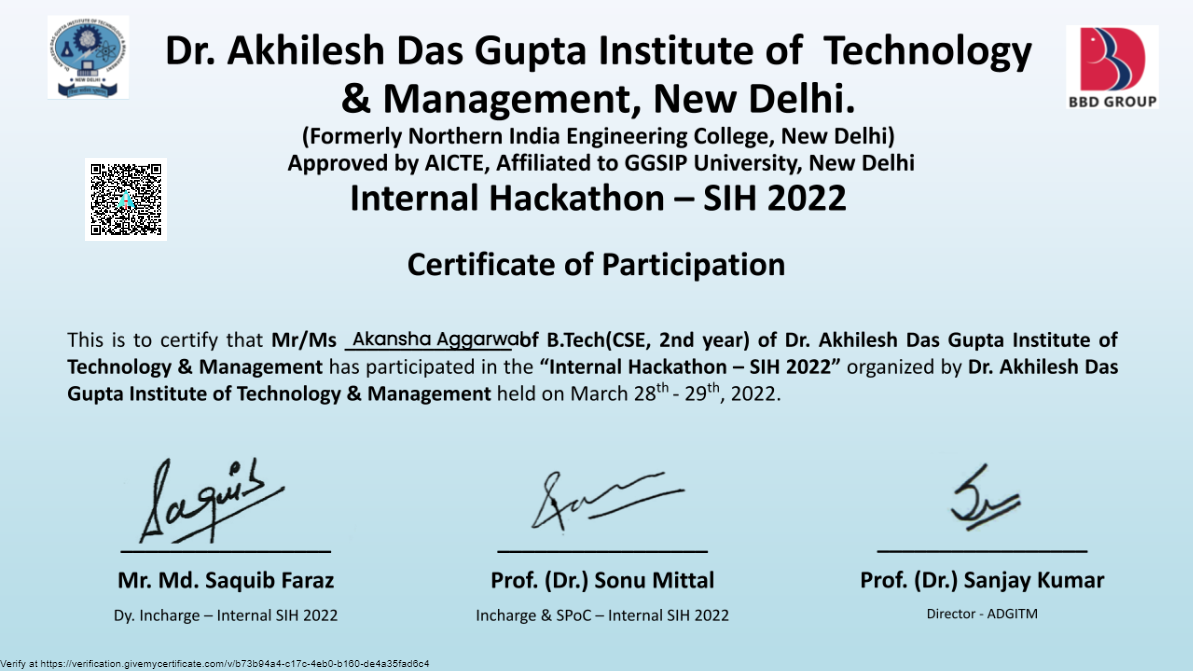 Dr. Akhilesh Das Gupta Institute of Technology
& Management, New Delhi.
(Formerly Northern India Engineering College, New Delhi)
Approved by AICTE, Affiliated to GGSIP University, New Delhi
Internal Hackathon – SIH 2022
BBD GROUP
Certificate of Participation
This is to certify that Mr/Ms Akansha Aggarwal of B.Tech(CSE, 2nd year) of Dr. Akhilesh Das Gupta Institute of
Technology & Management has participated in the “Internal Hackathon – SIH 2022” organized by Dr. Akhilesh Das
Gupta Institute of Technology & Management held on March 28th - 29th, 2022.
Saquib
Mr. Md. Saquib Faraz
Dy. Incharge – Internal SIH 2022
Prof. (Dr.) Sonu Mittal
Incharge & SPoC – Internal SIH 2022
Prof. (Dr.) Sanjay Kumar
Director - ADGITM
Verify at https://verification.givemycertificate.com/v/b73b94a4-c17c-4eb0-b160-de4a35fad6c4